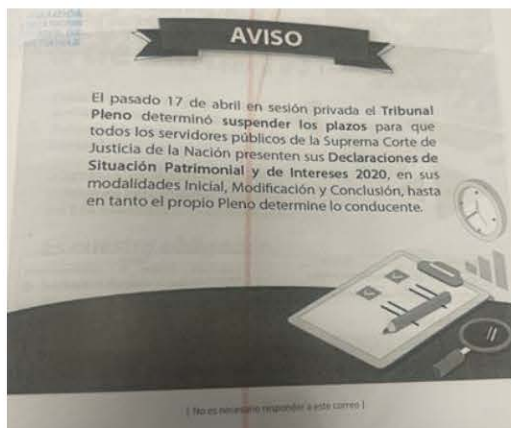 AVISO
El pasado 17 de abril en sesión privada el Tribunal
Pleno determinó suspender los plazos para que
todos los servidores públicos de la Suprema Corte de
Justicia de la Nación presenten sus Declaraciones de
Situación Patrimonial y de Intereses 2020, en sus
modalidades Inicial, Modificación y Conclusión, hasta
en tanto el propio Pleno determine lo conducente.
[ No es necesario responder a este correo ]